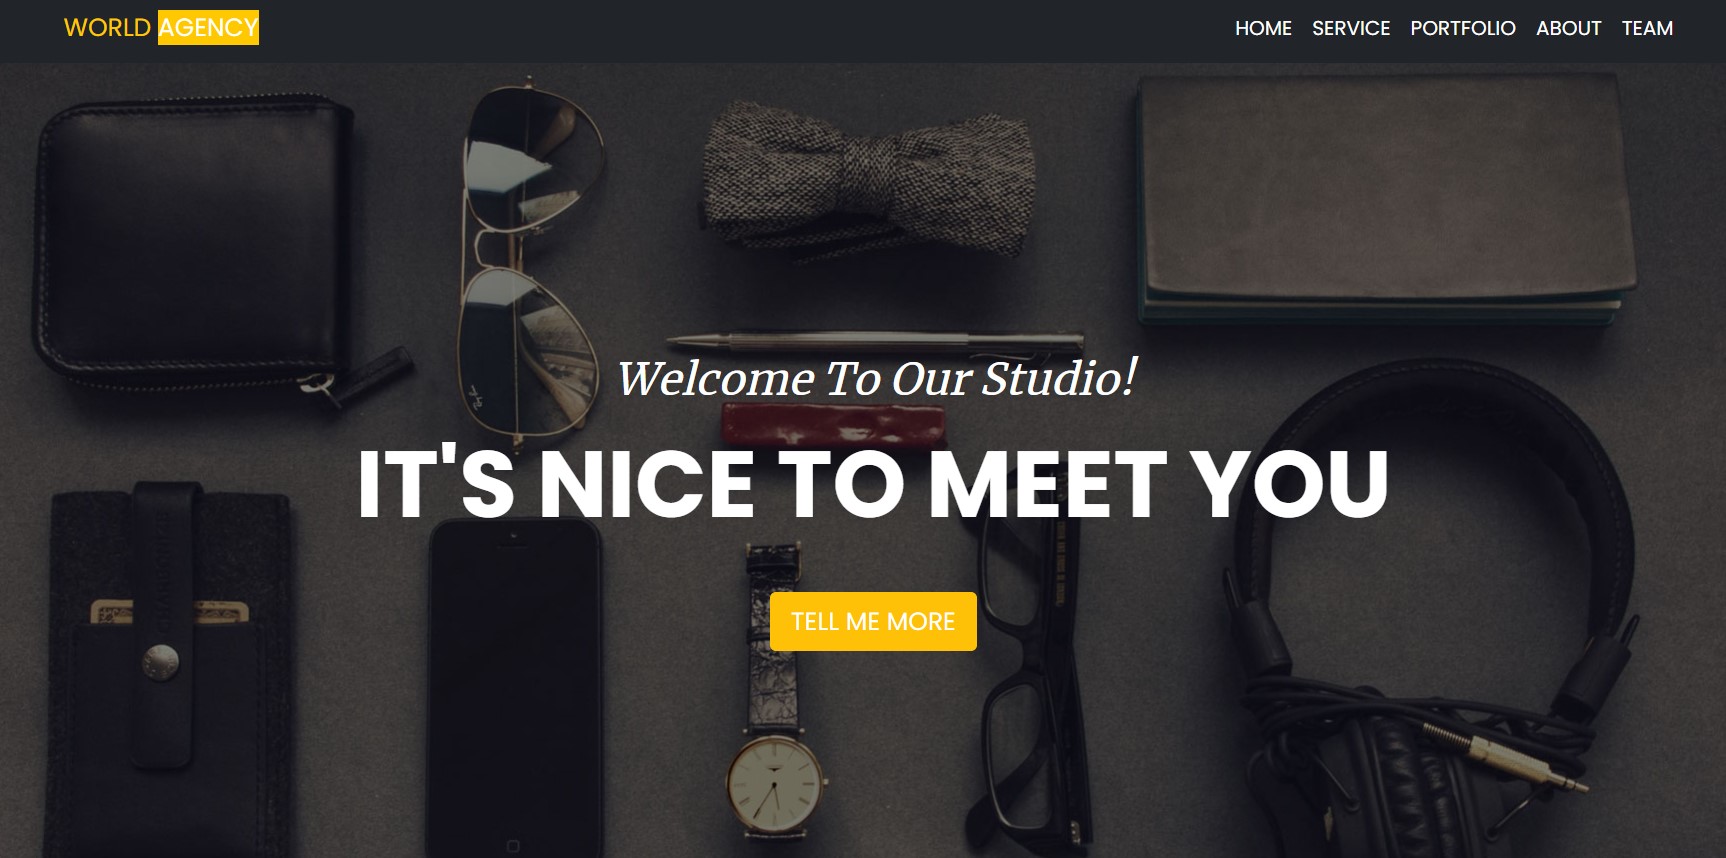 WORLD AGENCY
HOME SERVICE PORTFOLIO ABOUT TEAM
Welcome To Our Studio!
IT'S NICE TO MEET YOU
TELL ME MORE